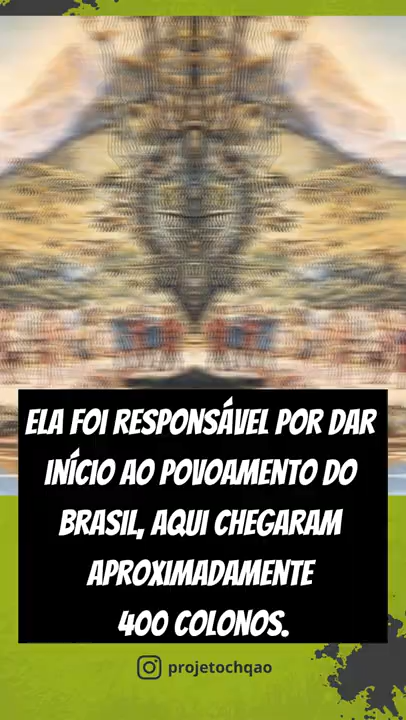 ELA FOI RESPONSÁVEL POR DAR
INÍCIO AO POVOAMENTO DO
BRASIL, AQUI CHEGARAM
APROXIMADAMENTE
400 COLONOS.
projetochqao